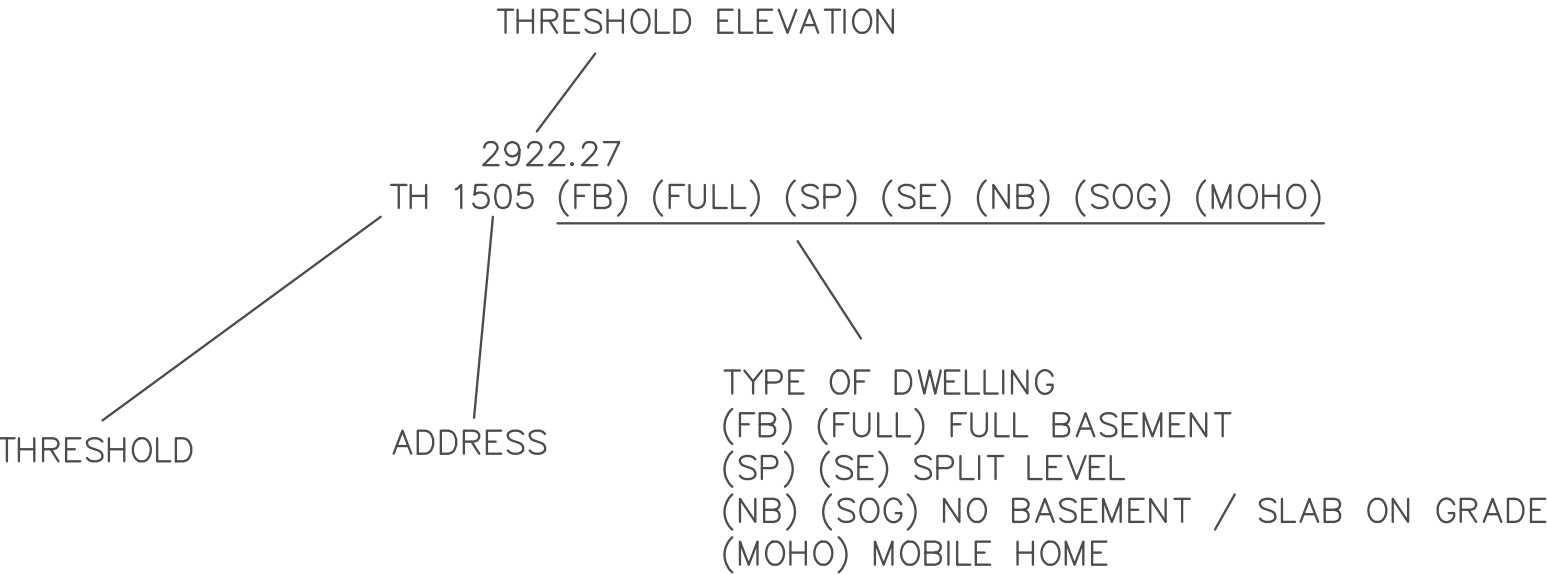 THRESHOLD ELEVATION
2922.27
TH 1505 (FB) (FULL) (SP) (SE) (NB) (SOG) (MOHO)
THRESHOLD
ADDRESS
TYPE OF DWELLING
(FB) (FULL) FULL BASEMENT
(SP) (SE) SPLIT LEVEL
(NB) (SOG) NO BASEMENT / SLAB ON GRADE
(MOHO) MOBILE HOME